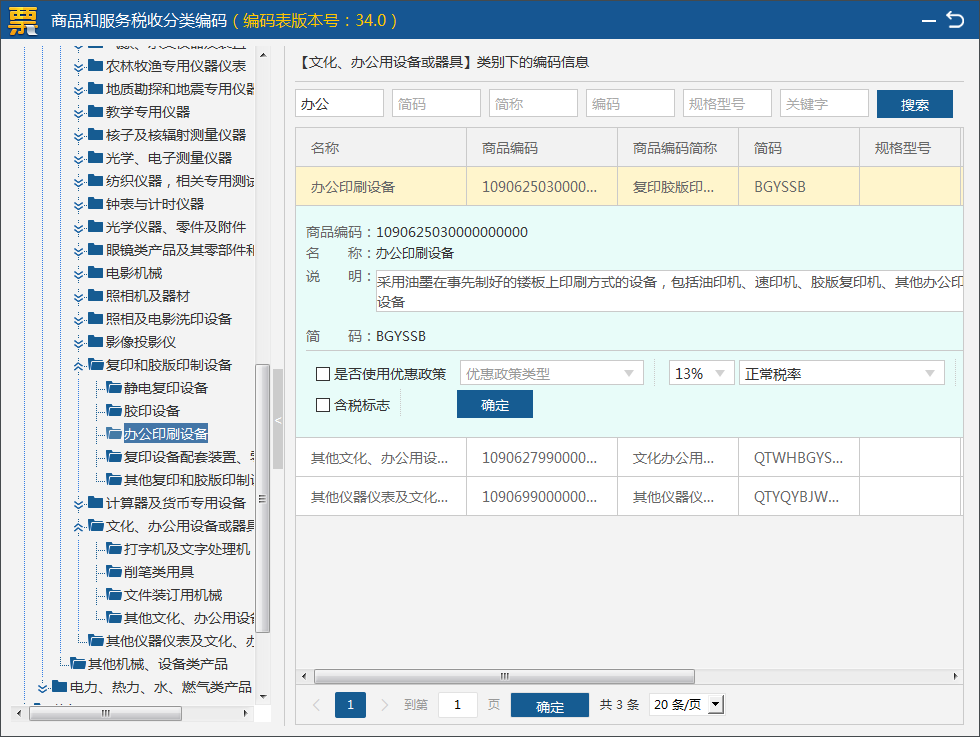 票 商品和服务税收分类编码（编码表版本号：34.0）
农林牧渔专用仪器仪表
地质勘探和地震专用仪器
教学专用仪器
核子及核辐射测量仪器
光学、电子测量仪器
纺织仪器，相关专用测试
钟表与计时仪器
光学仪器、零件及附件
眼镜类产品及其零部件和
电影机械
照相机及器材
照相及电影洗印设备
影像投影仪
复印和胶版印制设备
静电复印设备
胶印设备
办公印刷设备
复印设备配套装置、
其他复印和胶版印制
计算器及货币专用设备
文化、办公用设备或器具
打字机及文字处理机
削笔类用具
文件装订用机械
其他文化、办公用设
其他仪器仪表及文化、办
其他机械、设备类产品
电力、热力、水、燃气类产品
【文化、办公用设备或器具】类别下的编码信息
办公 简码 简称 编码 规格型号 关键字 搜索
名称 商品编码 商品编码简称 简码 规格型号
办公印刷设备 1090625030000... 复印胶版印... BGYSSB
商品编码：1090625030000000000
名 称：办公印刷设备
说 明：采用油墨在事先制好的镂板上印刷方式的设备，包括油印机、速印机、胶版复印机、其他办公印
设备
简 码：BGYSSB
是否使用优惠政策 优惠政策类型 13% 正常税率
含税标志 确定
其他文化、办公用设... 1090627990000... 文化办公用... QTWHBGYS...
其他仪器仪表及文化... 1090699000000... 其他仪器仪... QTYQYBJW...
< 1 > 到第 1 页 确定 共 3 条 20 条/页